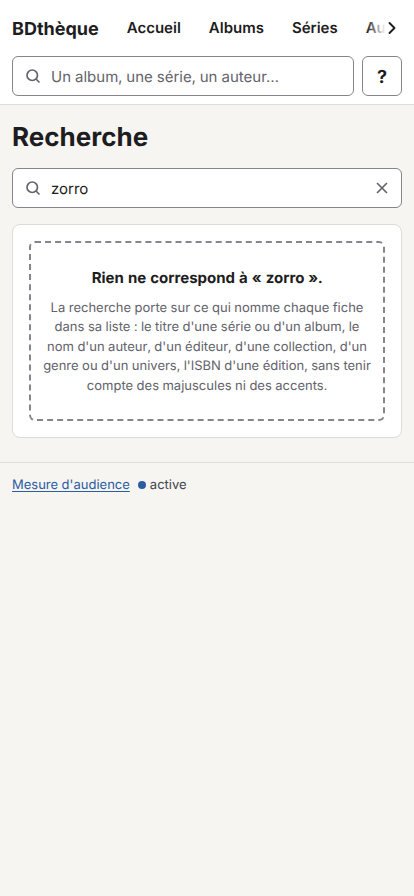 BDthèque Accueil Albums Séries Au
Un album, une série, un auteur... ?
Recherche
zorro
Rien ne correspond à « zorro ».
La recherche porte sur ce qui nomme chaque fiche
dans sa liste : le titre d'une série ou d'un album, le
nom d'un auteur, d'un éditeur, d'une collection, d'un
genre ou d'un univers, l'ISBN d'une édition, sans tenir
compte des majuscules ni des accents.
Mesure d'audience active